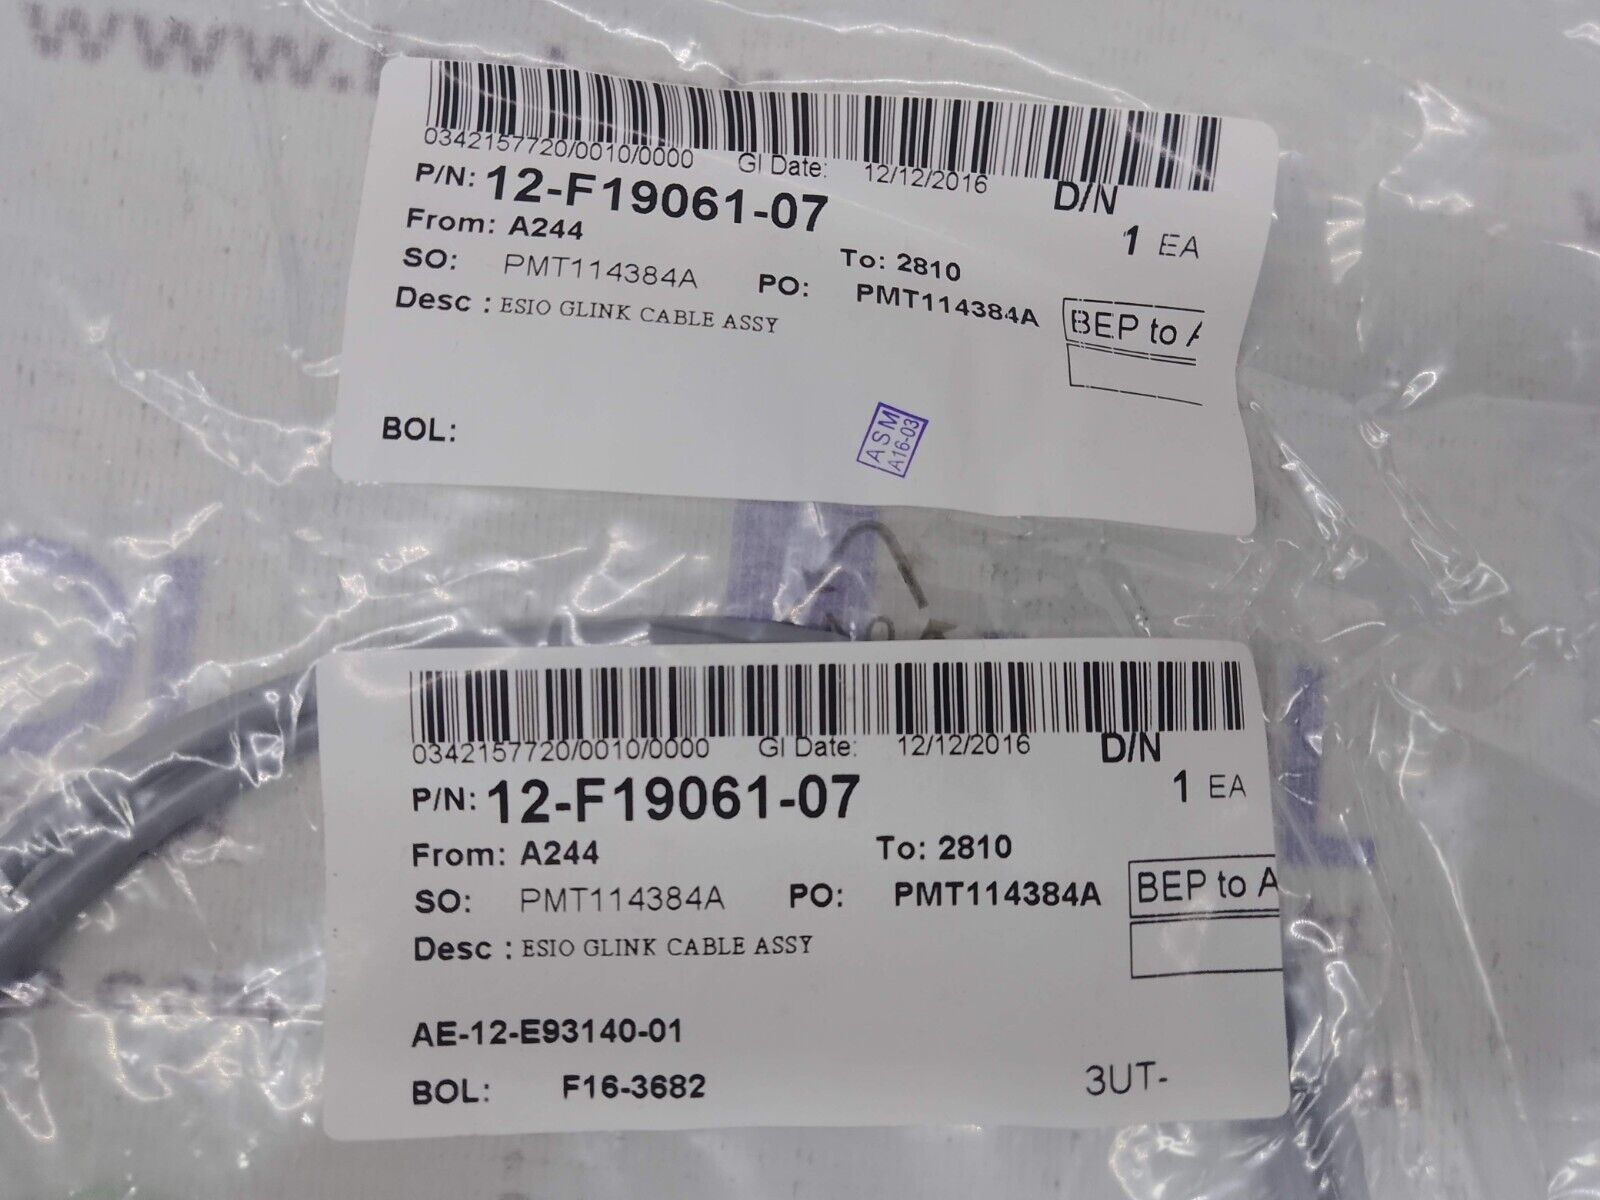 www.
0342157720/0010/0000 GI Date: 12/12/2016 D/N
P/N: 12-F19061-07 1 EA
From: A244 To: 2810
SO: PMT114384A PO: PMT114384A BEP to A
Desc : ESIO GLINK CABLE ASSY
BOL:
ASM
A16-03
0342157720/0010/0000 GI Date: 12/12/2016 D/N
P/N: 12-F19061-07 1 EA
From: A244 To: 2810
SO: PMT114384A PO: PMT114384A BEP to A
Desc : ESIO GLINK CABLE ASSY
AE-12-E93140-01
BOL: F16-3682 3UT-